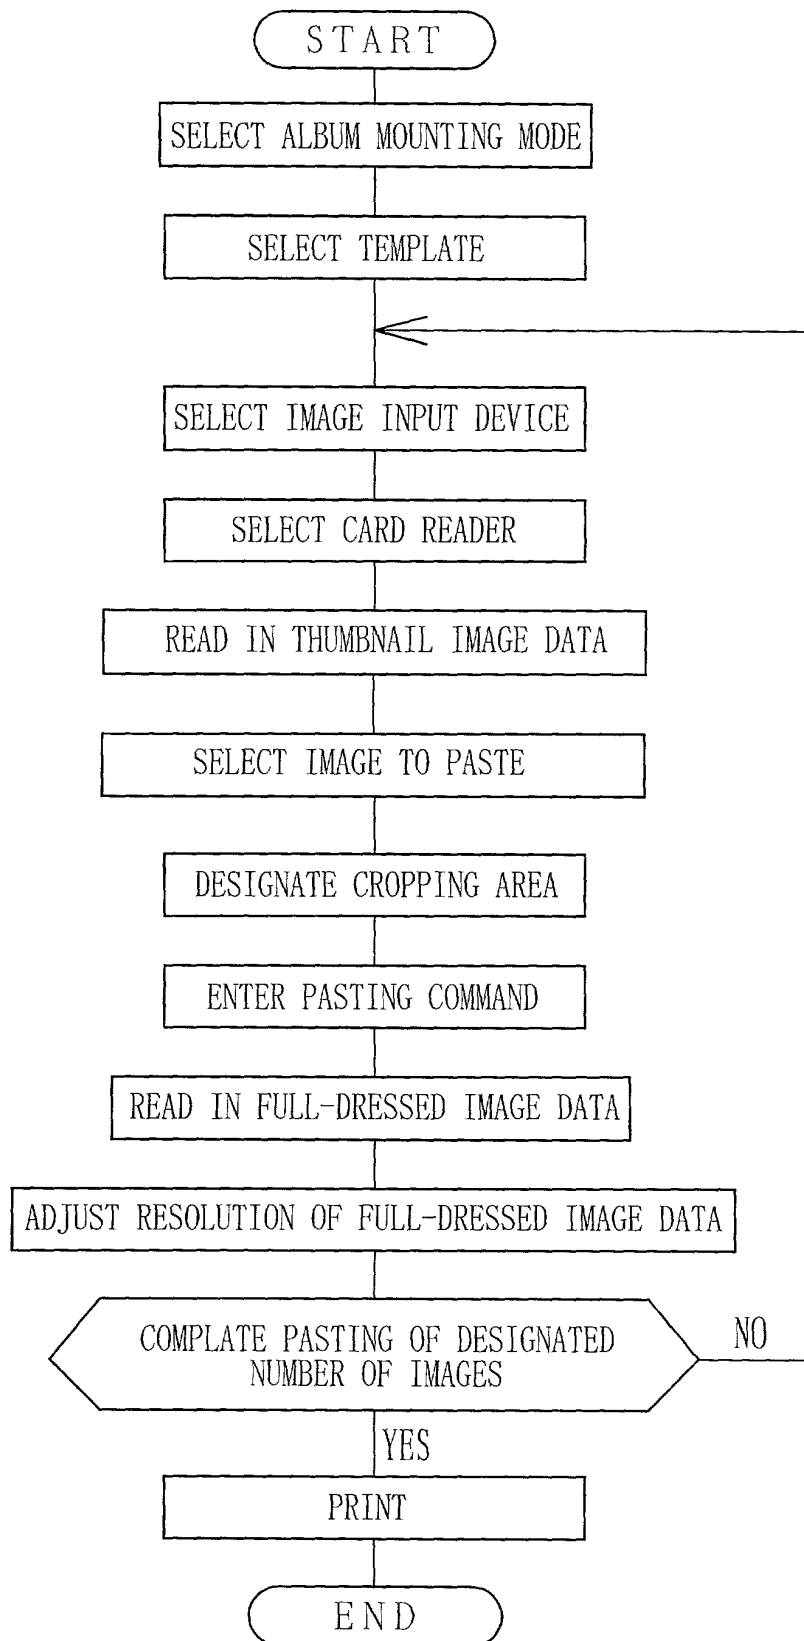 START
SELECT ALBUM MOUNTING MODE
SELECT TEMPLATE
SELECT IMAGE INPUT DEVICE
SELECT CARD READER
READ IN THUMBNAIL IMAGE DATA
SELECT IMAGE TO PASTE
DESIGNATE CROPPING AREA
ENTER PASTING COMMAND
READ IN FULL-DRESSED IMAGE DATA
ADJUST RESOLUTION OF FULL-DRESSED IMAGE DATA
COMPLATE PASTING OF DESIGNATED
NUMBER OF IMAGES
NO
YES
PRINT
END